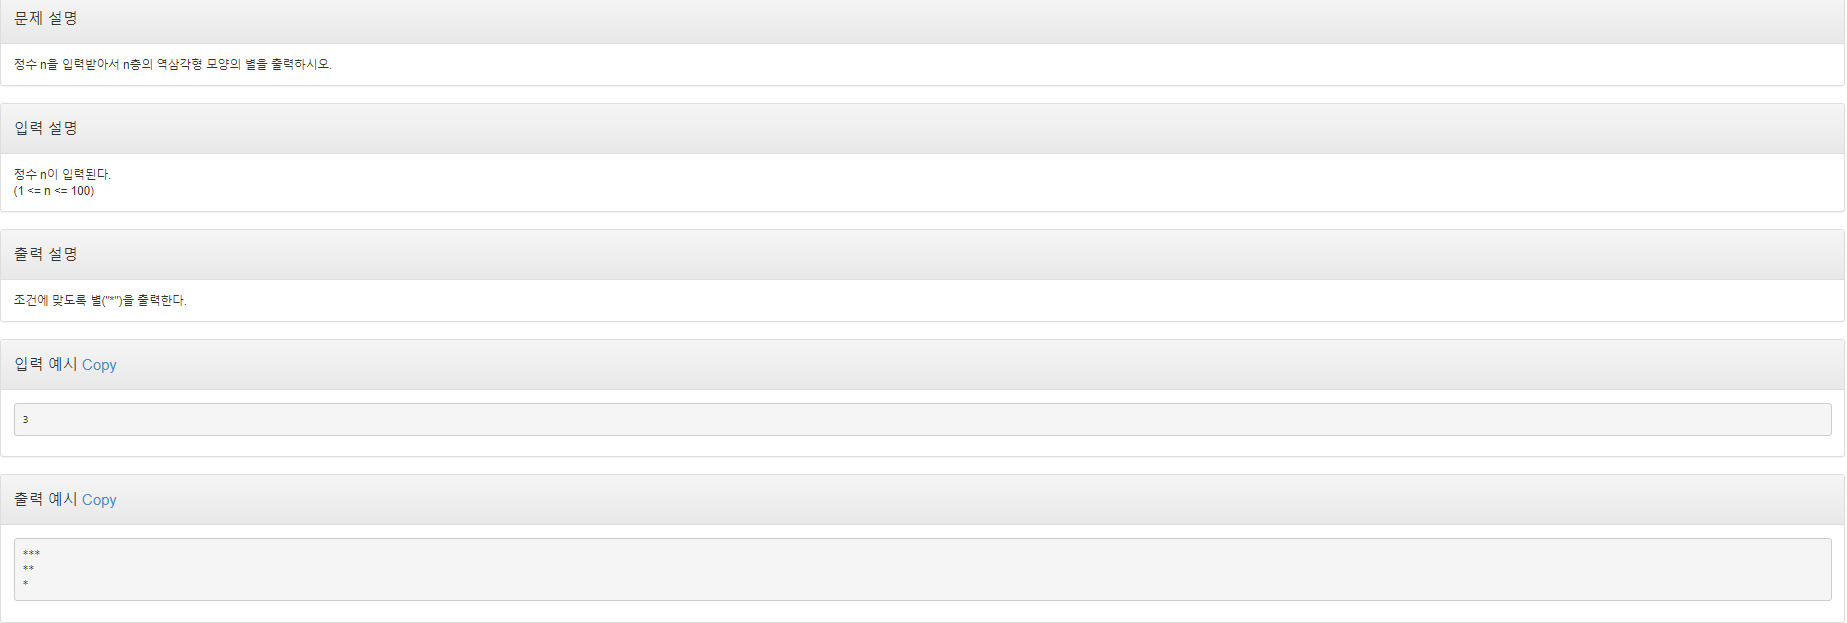 문제 설명
정수 n을 입력받아서 n층의 역삼각형 모양의 별을 출력하시오.
입력 설명
정수 n이 입력된다.
(1 <= n <= 100)
출력 설명
조건에 맞도록 별("*")을 출력한다.
입력 예시 Copy
3
출력 예시 Copy
***
**
*